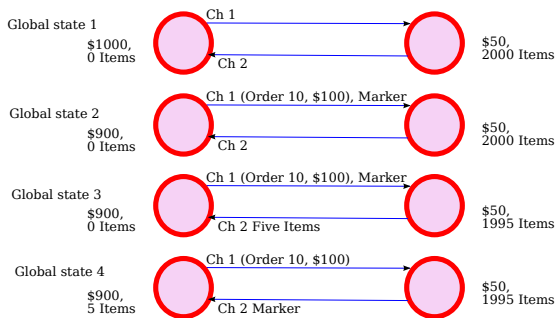 Global state 1
Ch 1
$1000,
0 Items
Ch 2
$50,
2000 Items
Global state 2
Ch 1 (Order 10, $100), Marker
$900,
0 Items
Ch 2
$50,
2000 Items
Global state 3
Ch 1 (Order 10, $100), Marker
$900,
0 Items
Ch 2 Five Items
$50,
1995 Items
Global state 4
Ch 1 (Order 10, $100)
$900,
5 Items
Ch 2 Marker
$50,
1995 Items